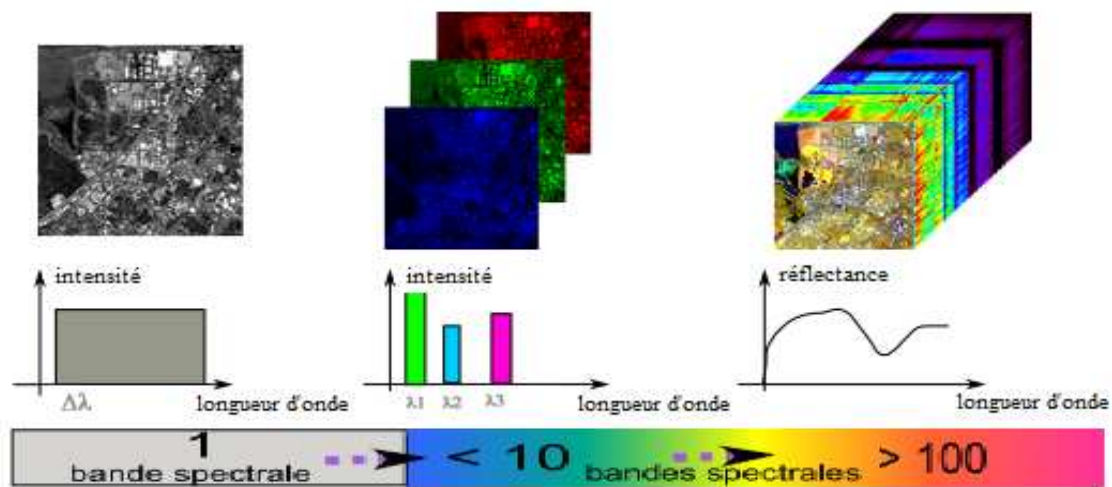 intensité
intensité
réflectance
Δλ
longueur d'onde
λ1 λ2 λ3
longueur d'onde
longueur d'onde
1
bande spectrale
< 10
bandes spectrales
> 100